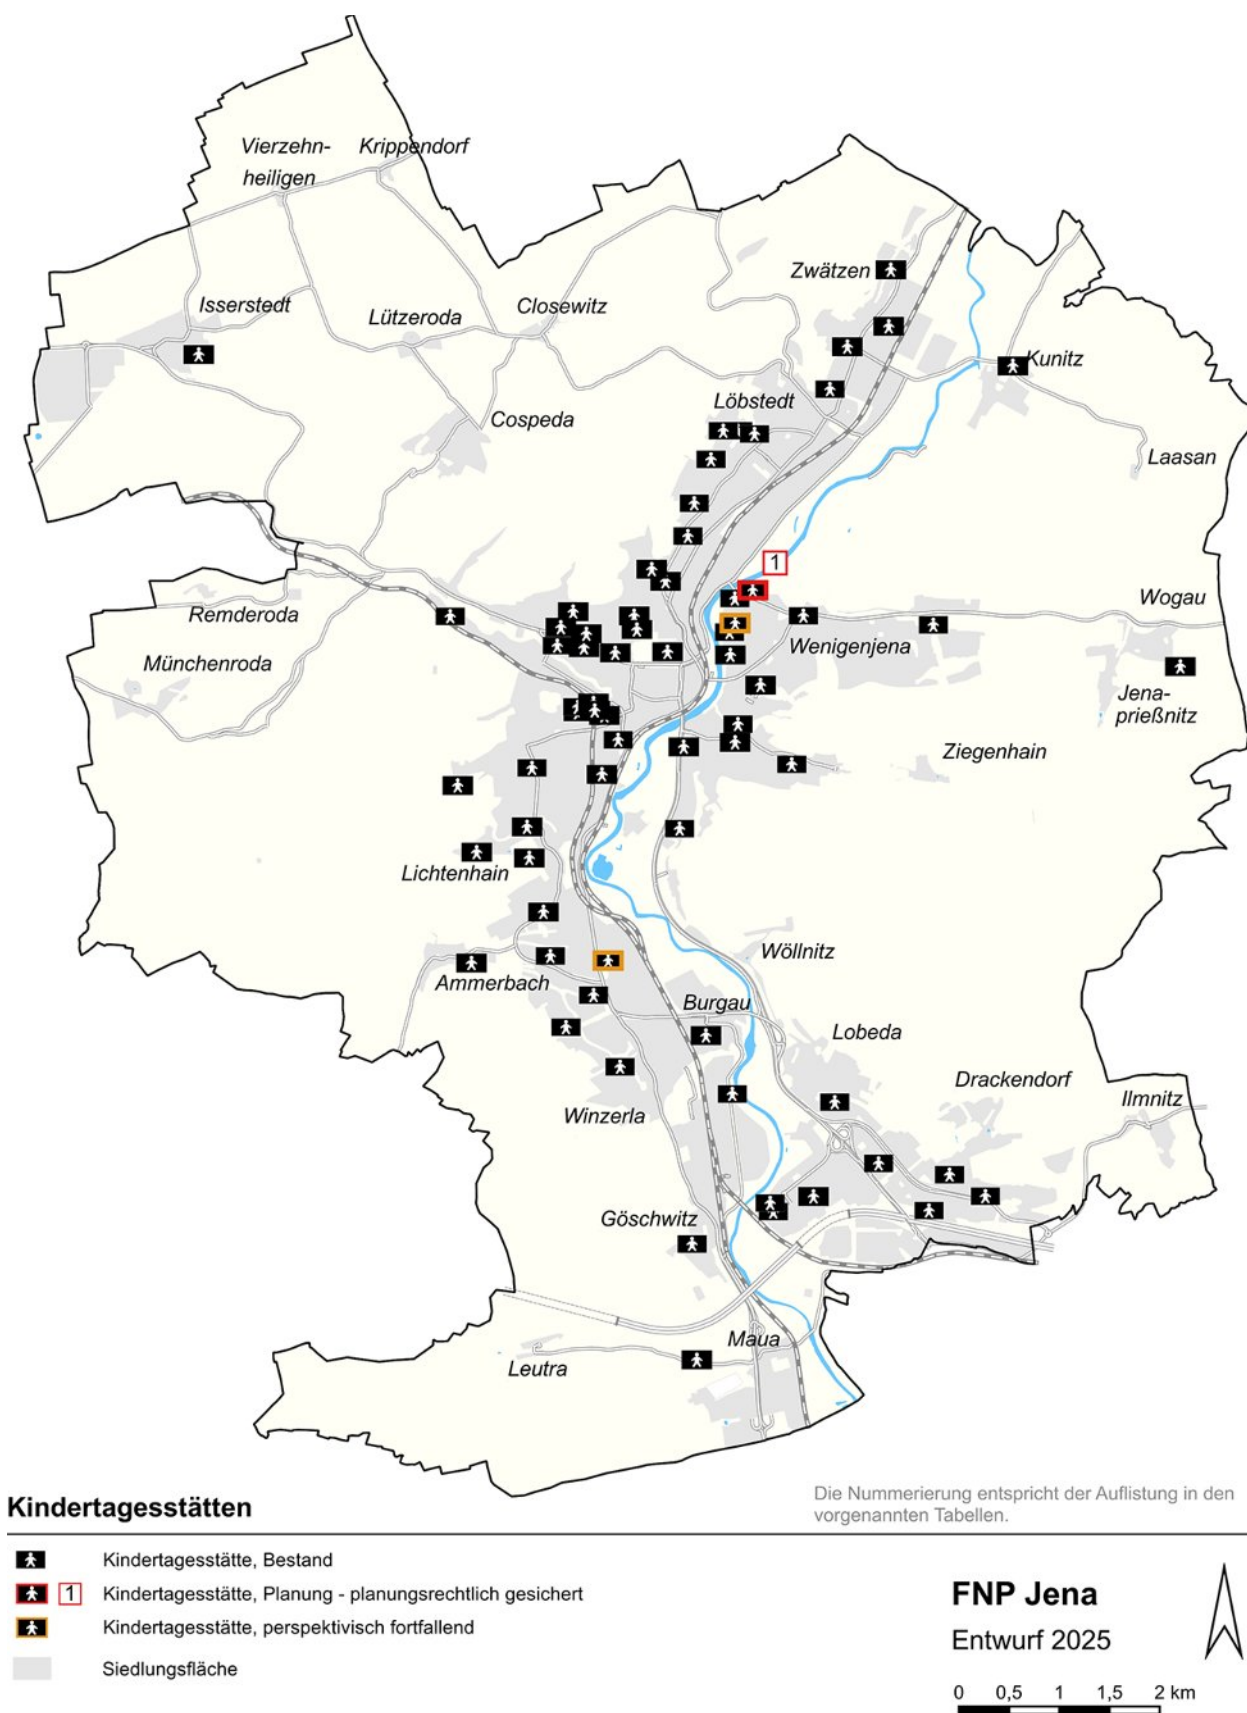 Vierzehn-
heiligen
Krippendorf
Zwätzen
Isserstedt
Lützeroda
Closewitz
Kunitz
Löbstedt
Cospeda
Laasan
1
Remderoda
Wogau
Münchenroda
Wenigenjena
Jena-
prießnitz
Ziegenhain
Lichtenhain
Wöllnitz
Ammerbach
Burgau
Lobeda
Drackendorf
Ilmnitz
Winzerla
Göschwitz
Maua
Leutra
Kindertagesstätten
Die Nummerierung entspricht der Auflistung in den
vorgenannten Tabellen.
Kindertagesstätte, Bestand
1 Kindertagesstätte, Planung - planungsrechtlich gesichert
Kindertagesstätte, perspektivisch fortfallend
Siedlungsfläche
FNP Jena
Entwurf 2025
0 0,5 1 1,5 2 km